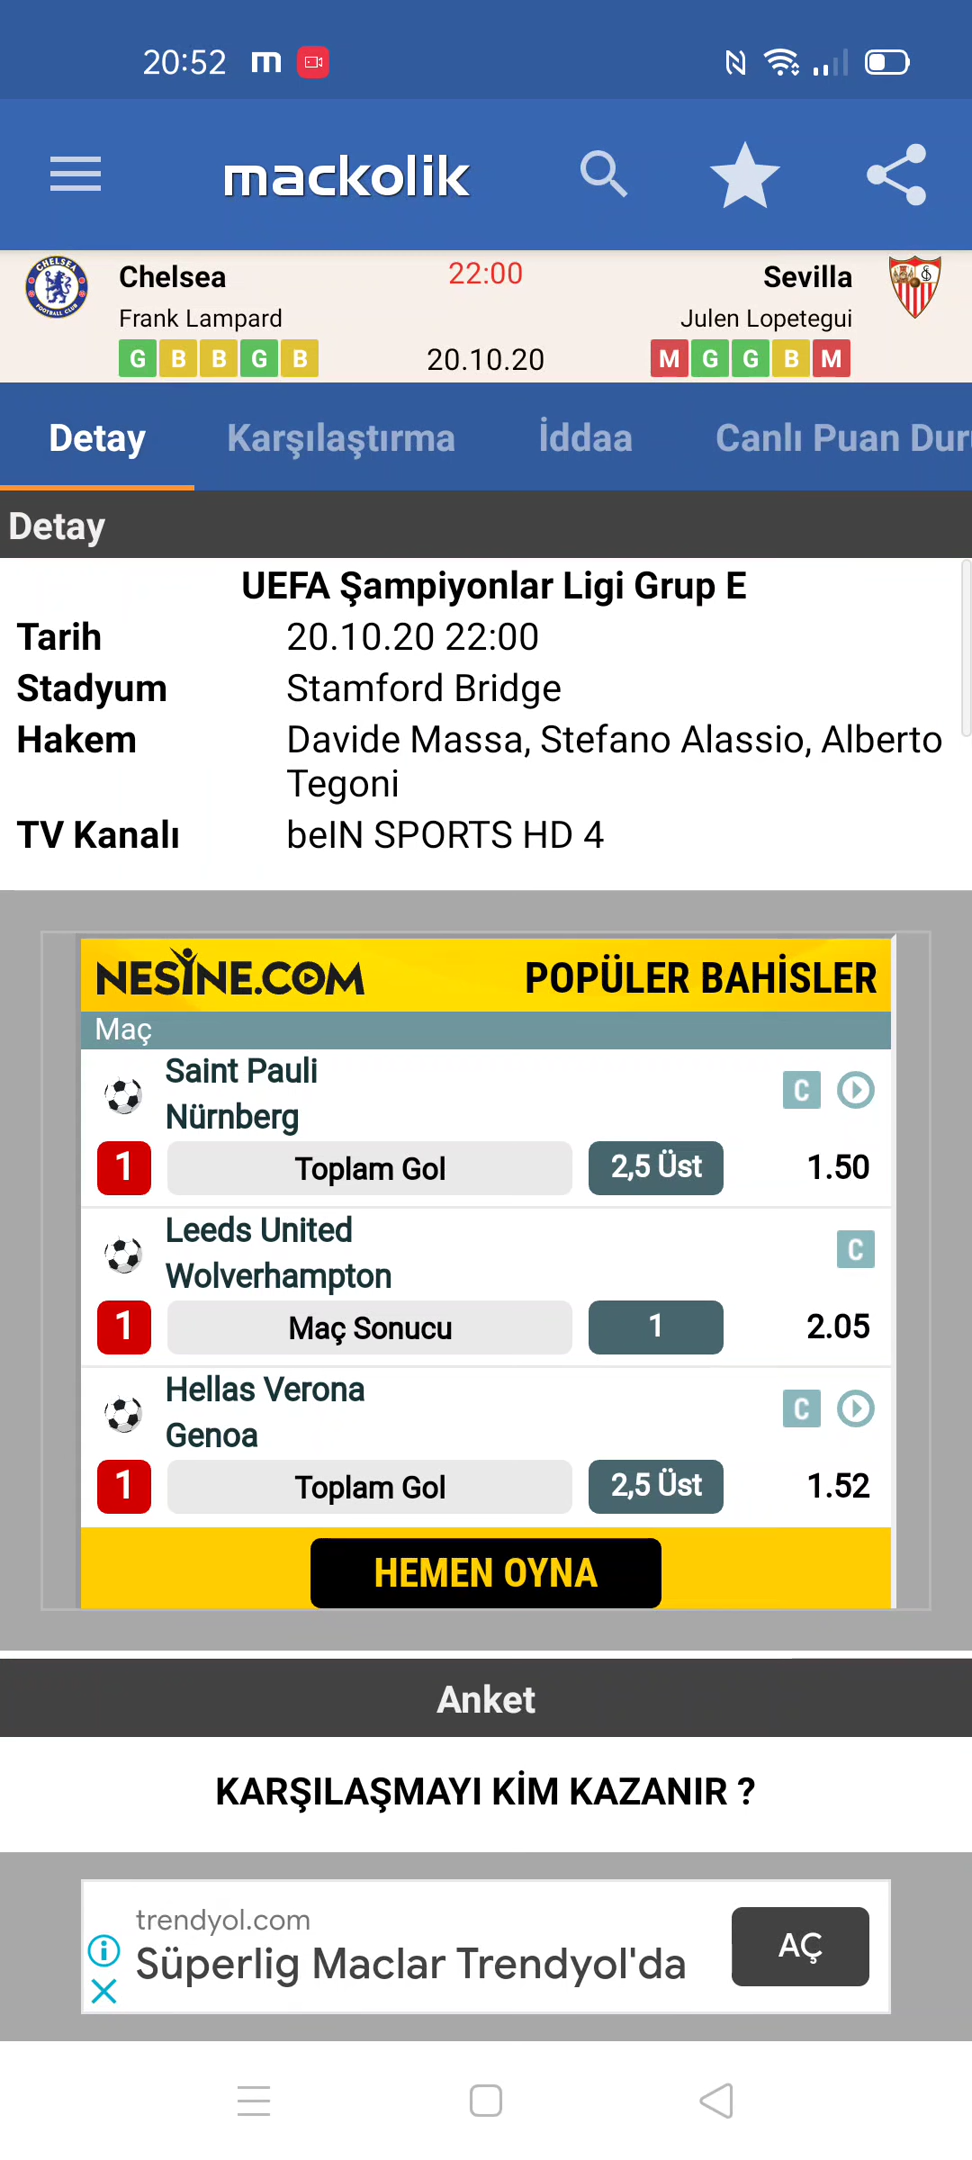 20:52 m
mackolik
CHELSEA
FOOTBALL CLUB
Chelsea 22:00 Sevilla
Frank Lampard Julen Lopetegui
G B B G B 20.10.20 M G G B M
Detay Karşılaştırma İddaa Canlı Puan Dur
Detay
UEFA Şampiyonlar Ligi Grup E
Tarih 20.10.20 22:00
Stadyum Stamford Bridge
Hakem Davide Massa, Stefano Alassio, Alberto
Tegoni
TV Kanalı beIN SPORTS HD 4
NESİNE.COM POPÜLER BAHİSLER
Maç
Saint Pauli
Nürnberg C
1 Toplam Gol 2,5 Üst 1.50
Leeds United
Wolverhampton C
1 Maç Sonucu 1 2.05
Hellas Verona
Genoa C
1 Toplam Gol 2,5 Üst 1.52
HEMEN OYNA
Anket
KARŞILAŞMAYI KİM KAZANIR ?
trendyol.com
Süperlig Maclar Trendyol'da AÇ